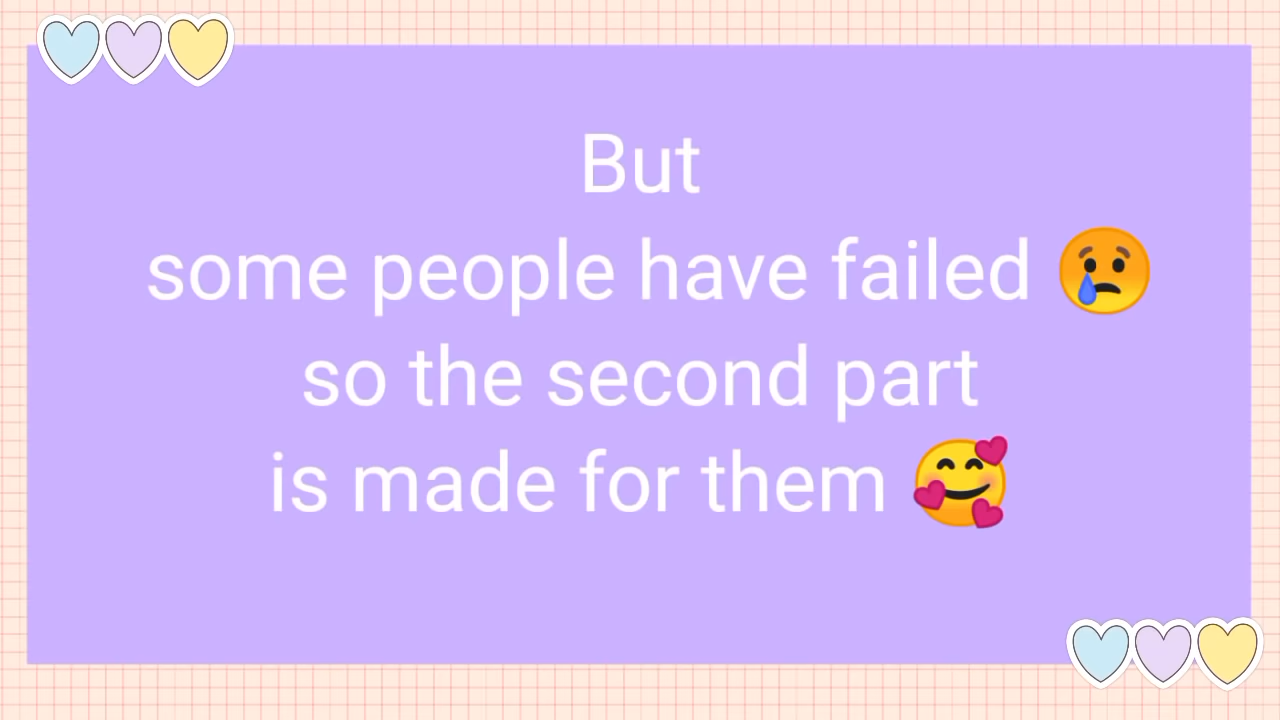 But
some people have failed 😢
so the second part
is made for them 🥰